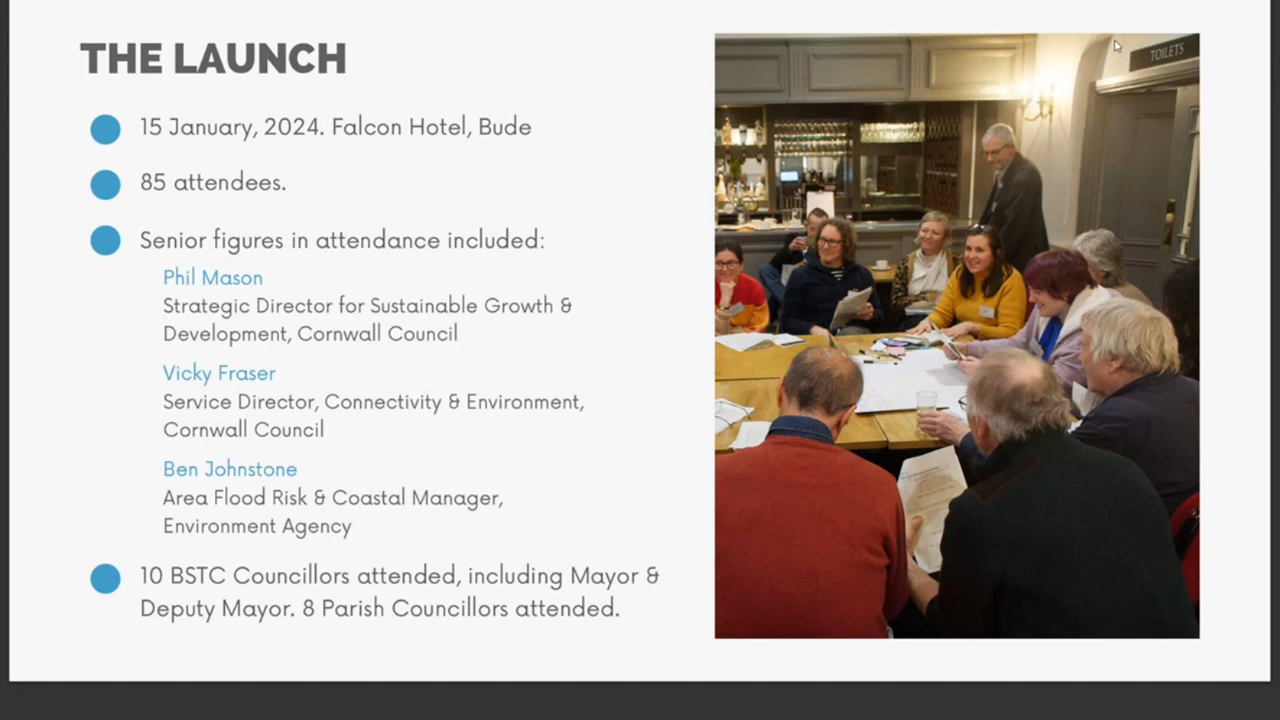 THE LAUNCH
15 January, 2024. Falcon Hotel, Bude
85 attendees.
Senior figures in attendance included:
Phil Mason
Strategic Director for Sustainable Growth &
Development, Cornwall Council
Vicky Fraser
Service Director, Connectivity & Environment,
Cornwall Council
Ben Johnstone
Area Flood Risk & Coastal Manager,
Environment Agency
10 BSTC Councillors attended, including Mayor &
Deputy Mayor. 8 Parish Councillors attended.
TOILETS